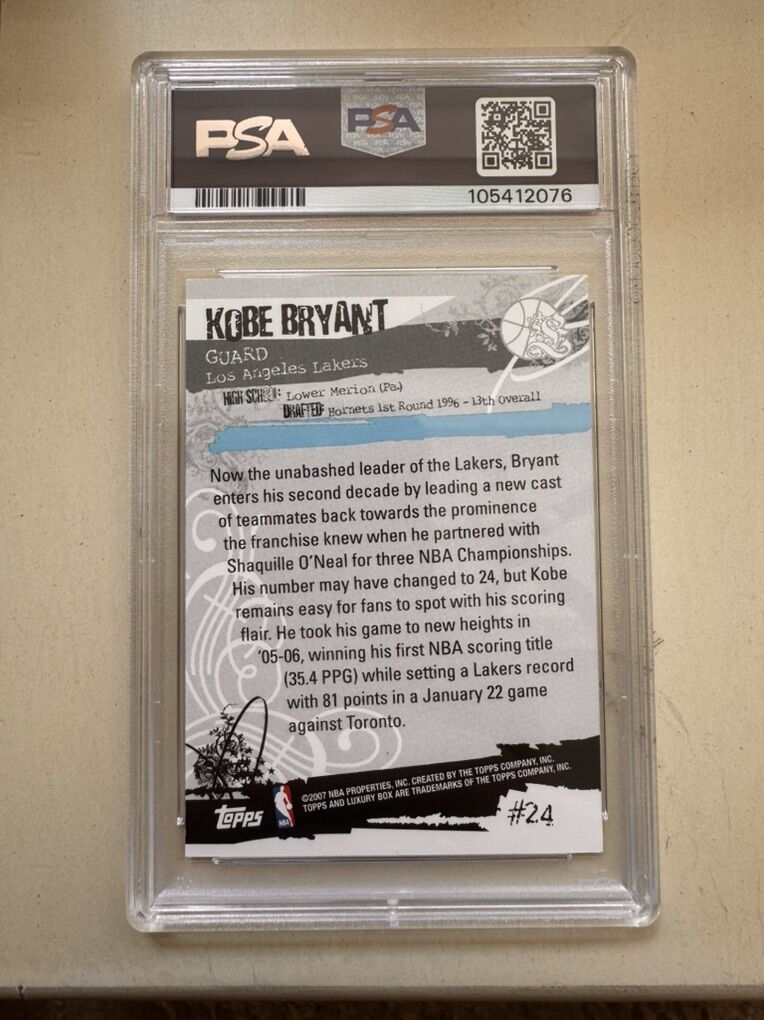 PSA
PSA
105412076
KOBE BRYANT
GUARD
Los Angeles Lakers
HIGH SCHOOL: Lower Merion (Pa.)
DRAFTED: Hornets 1st Round 1996 - 13th Overall
Now the unabashed leader of the Lakers, Bryant
enters his second decade by leading a new cast
of teammates back towards the prominence
the franchise knew when he partnered with
Shaquille O'Neal for three NBA Championships.
His number may have changed to 24, but Kobe
remains easy for fans to spot with his scoring
flair. He took his game to new heights in
'05-06, winning his first NBA scoring title
(35.4 PPG) while setting a Lakers record
with 81 points in a January 22 game
against Toronto.
©2007 NBA PROPERTIES, INC. CREATED BY THE TOPPS COMPANY, INC.
TOPPS AND LUXURY BOX ARE TRADEMARKS OF THE TOPPS COMPANY, INC.
topps
NBA
#24